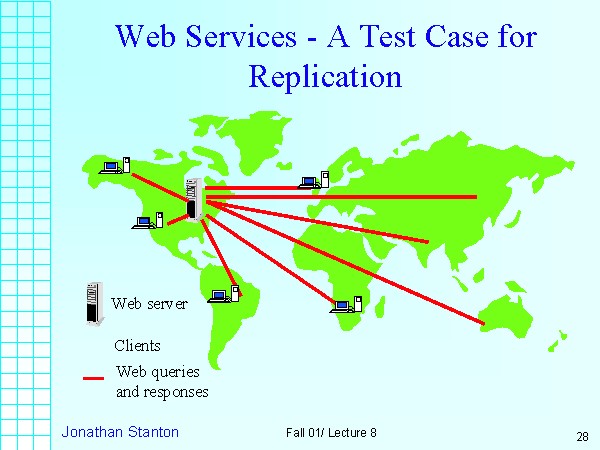 Web Services - A Test Case for
Replication
Web server
Clients
Web queries
and responses
Jonathan Stanton
Fall 01/ Lecture 8
28